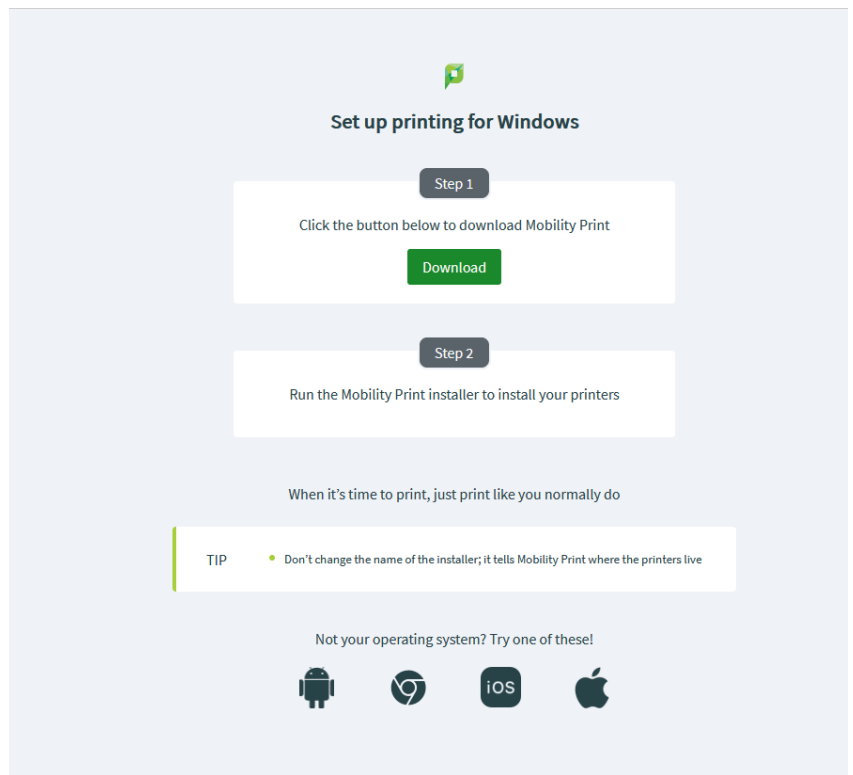 Set up printing for Windows
Step 1
Click the button below to download Mobility Print
Download
Step 2
Run the Mobility Print installer to install your printers
When it's time to print, just print like you normally do
TIP
• Don't change the name of the installer; it tells Mobility Print where the printers live
Not your operating system? Try one of these!
iOS